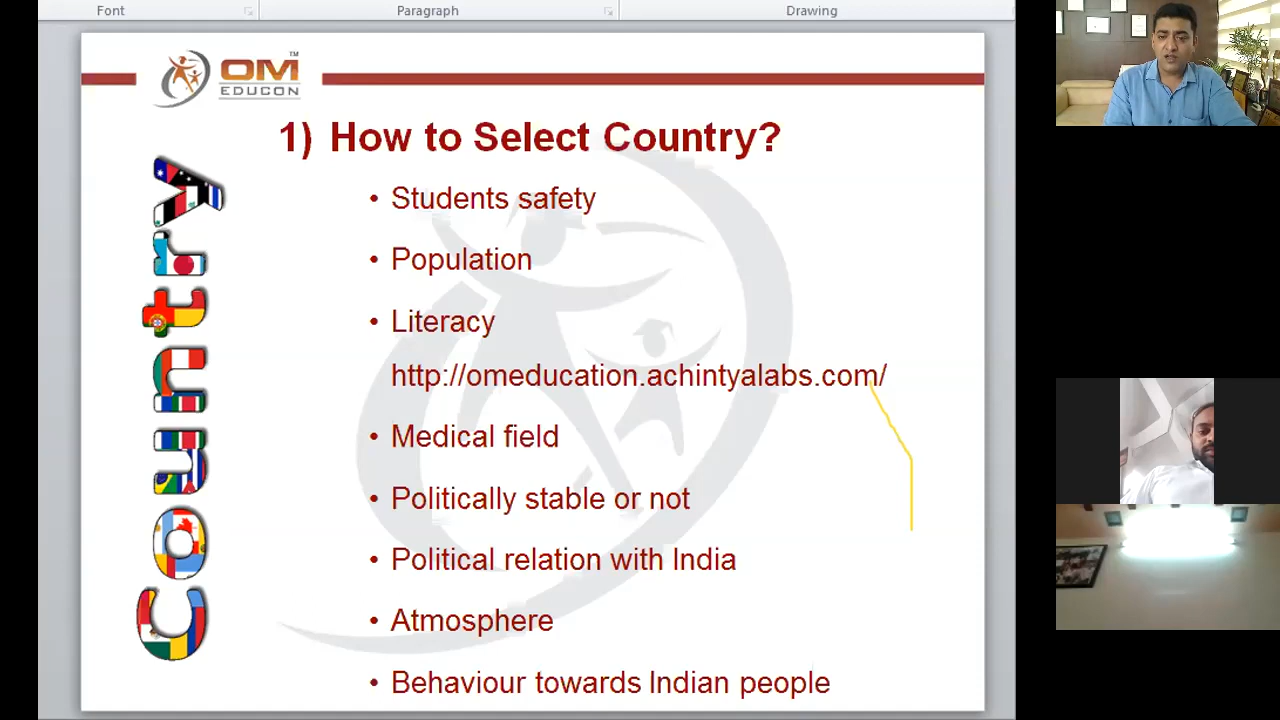 Font Paragraph Drawing
OM™
EDUCON
1) How to Select Country?
Country
• Students safety
• Population
• Literacy
http://omeducation.achintyalabs.com/
• Medical field
• Politically stable or not
• Political relation with India
• Atmosphere
• Behaviour towards Indian people